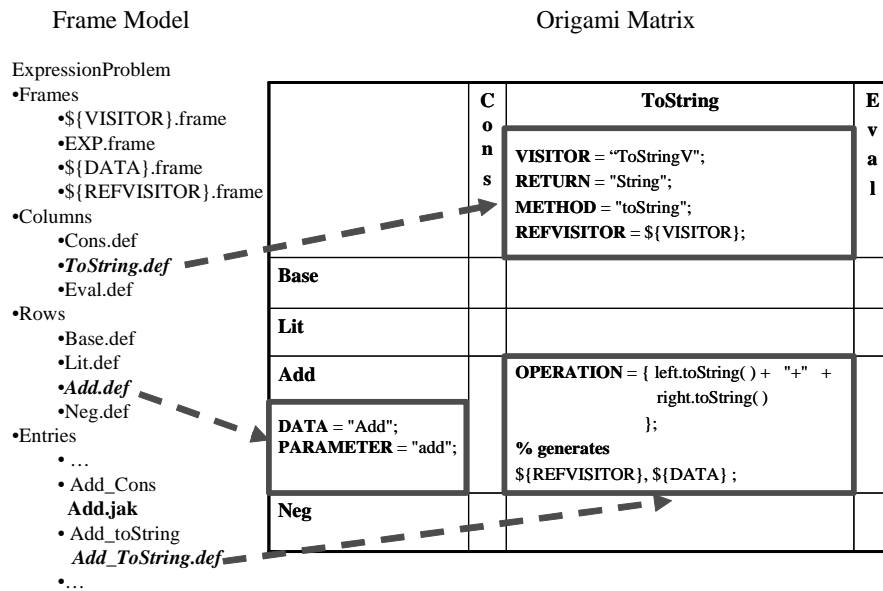 Frame Model
Origami Matrix
ExpressionProblem
•Frames
•${VISITOR}.frame
•EXP.frame
•${DATA}.frame
•${REFVISITOR}.frame
•Columns
•Cons.def
•ToString.def
•Eval.def
•Rows
•Base.def
•Lit.def
•Add.def
•Neg.def
•Entries
• …
• Add_Cons
Add.jak
• Add_toString
Add_ToString.def
•…
Cons
ToString
Eval
VISITOR = “ToStringV";
RETURN = "String";
METHOD = "toString";
REFVISITOR = ${VISITOR};
Base
Lit
Add
DATA = "Add";
PARAMETER = "add";
OPERATION = { left.toString( ) + "+" +
right.toString()
};
% generates
${REFVISITOR}, ${DATA} ;
Neg